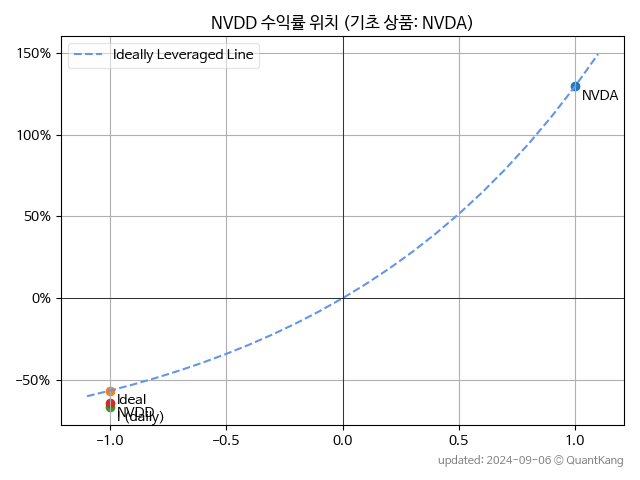 NVDD 수익률 위치 (기초 상품: NVDA)
150%
100%
50%
0%
−50%
Ideally Leveraged Line
NVDA
Ideal
NVDD
I (daily)
−1.0
−0.5
0.0
0.5
1.0
updated: 2024-09-06 © QuantKang